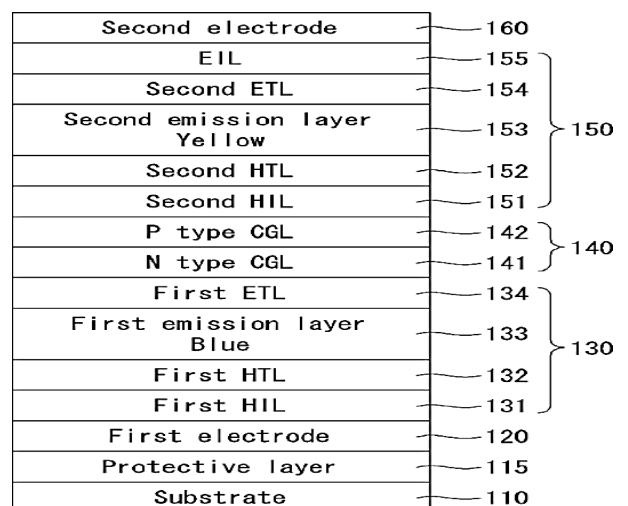 Second electrode 160
EIL 155
Second ETL 154
Second emission layer
Yellow 153
150
Second HTL 152
Second HIL 151
P type CGL 142
140
N type CGL 141
First ETL 134
First emission layer
Blue 133
130
First HTL 132
First HIL 131
First electrode 120
Protective layer 115
Substrate 110